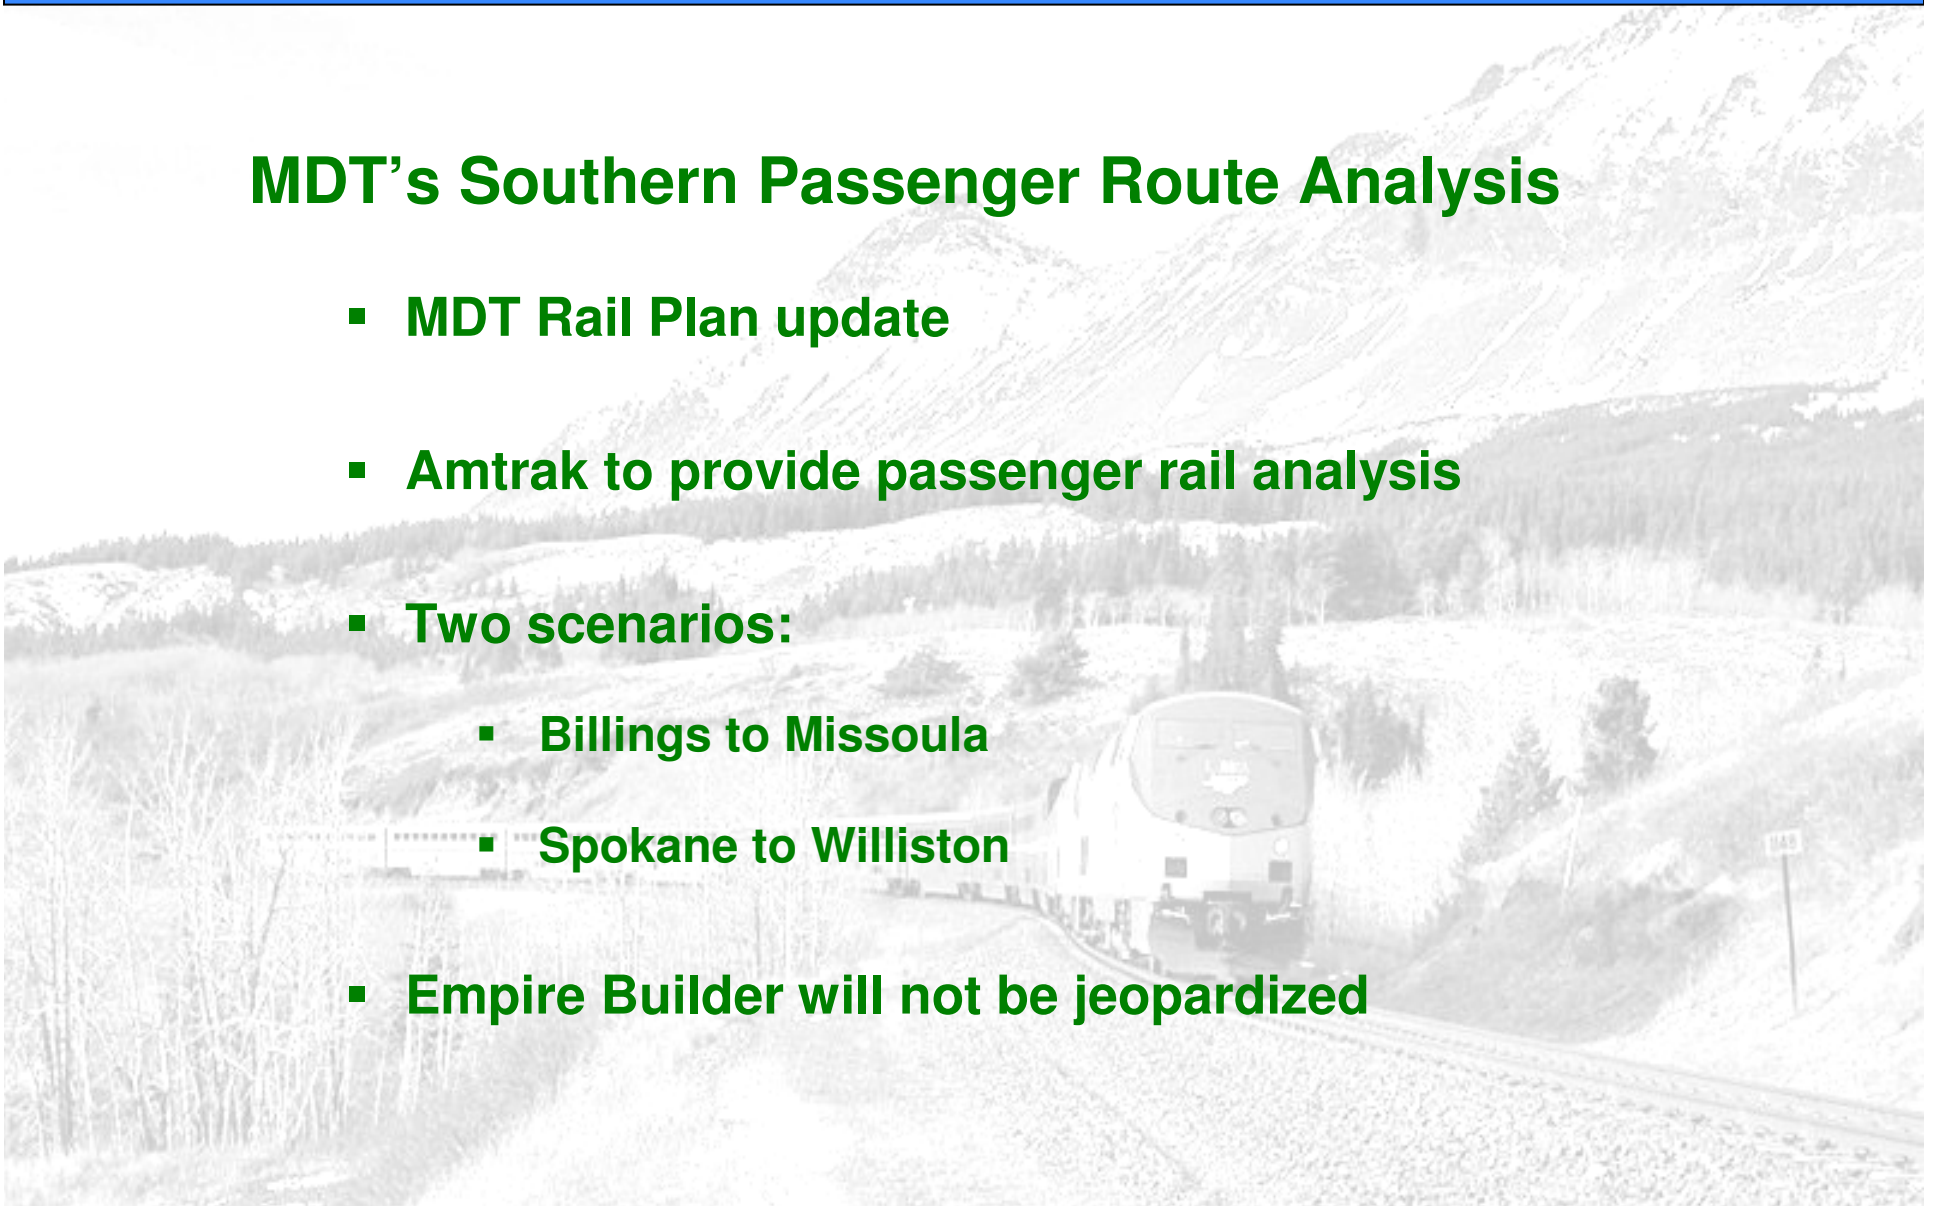 MDT’s Southern Passenger Route Analysis
▪ MDT Rail Plan update
▪ Amtrak to provide passenger rail analysis
▪ Two scenarios:
▪ Billings to Missoula
▪ Spokane to Williston
▪ Empire Builder will not be jeopardized